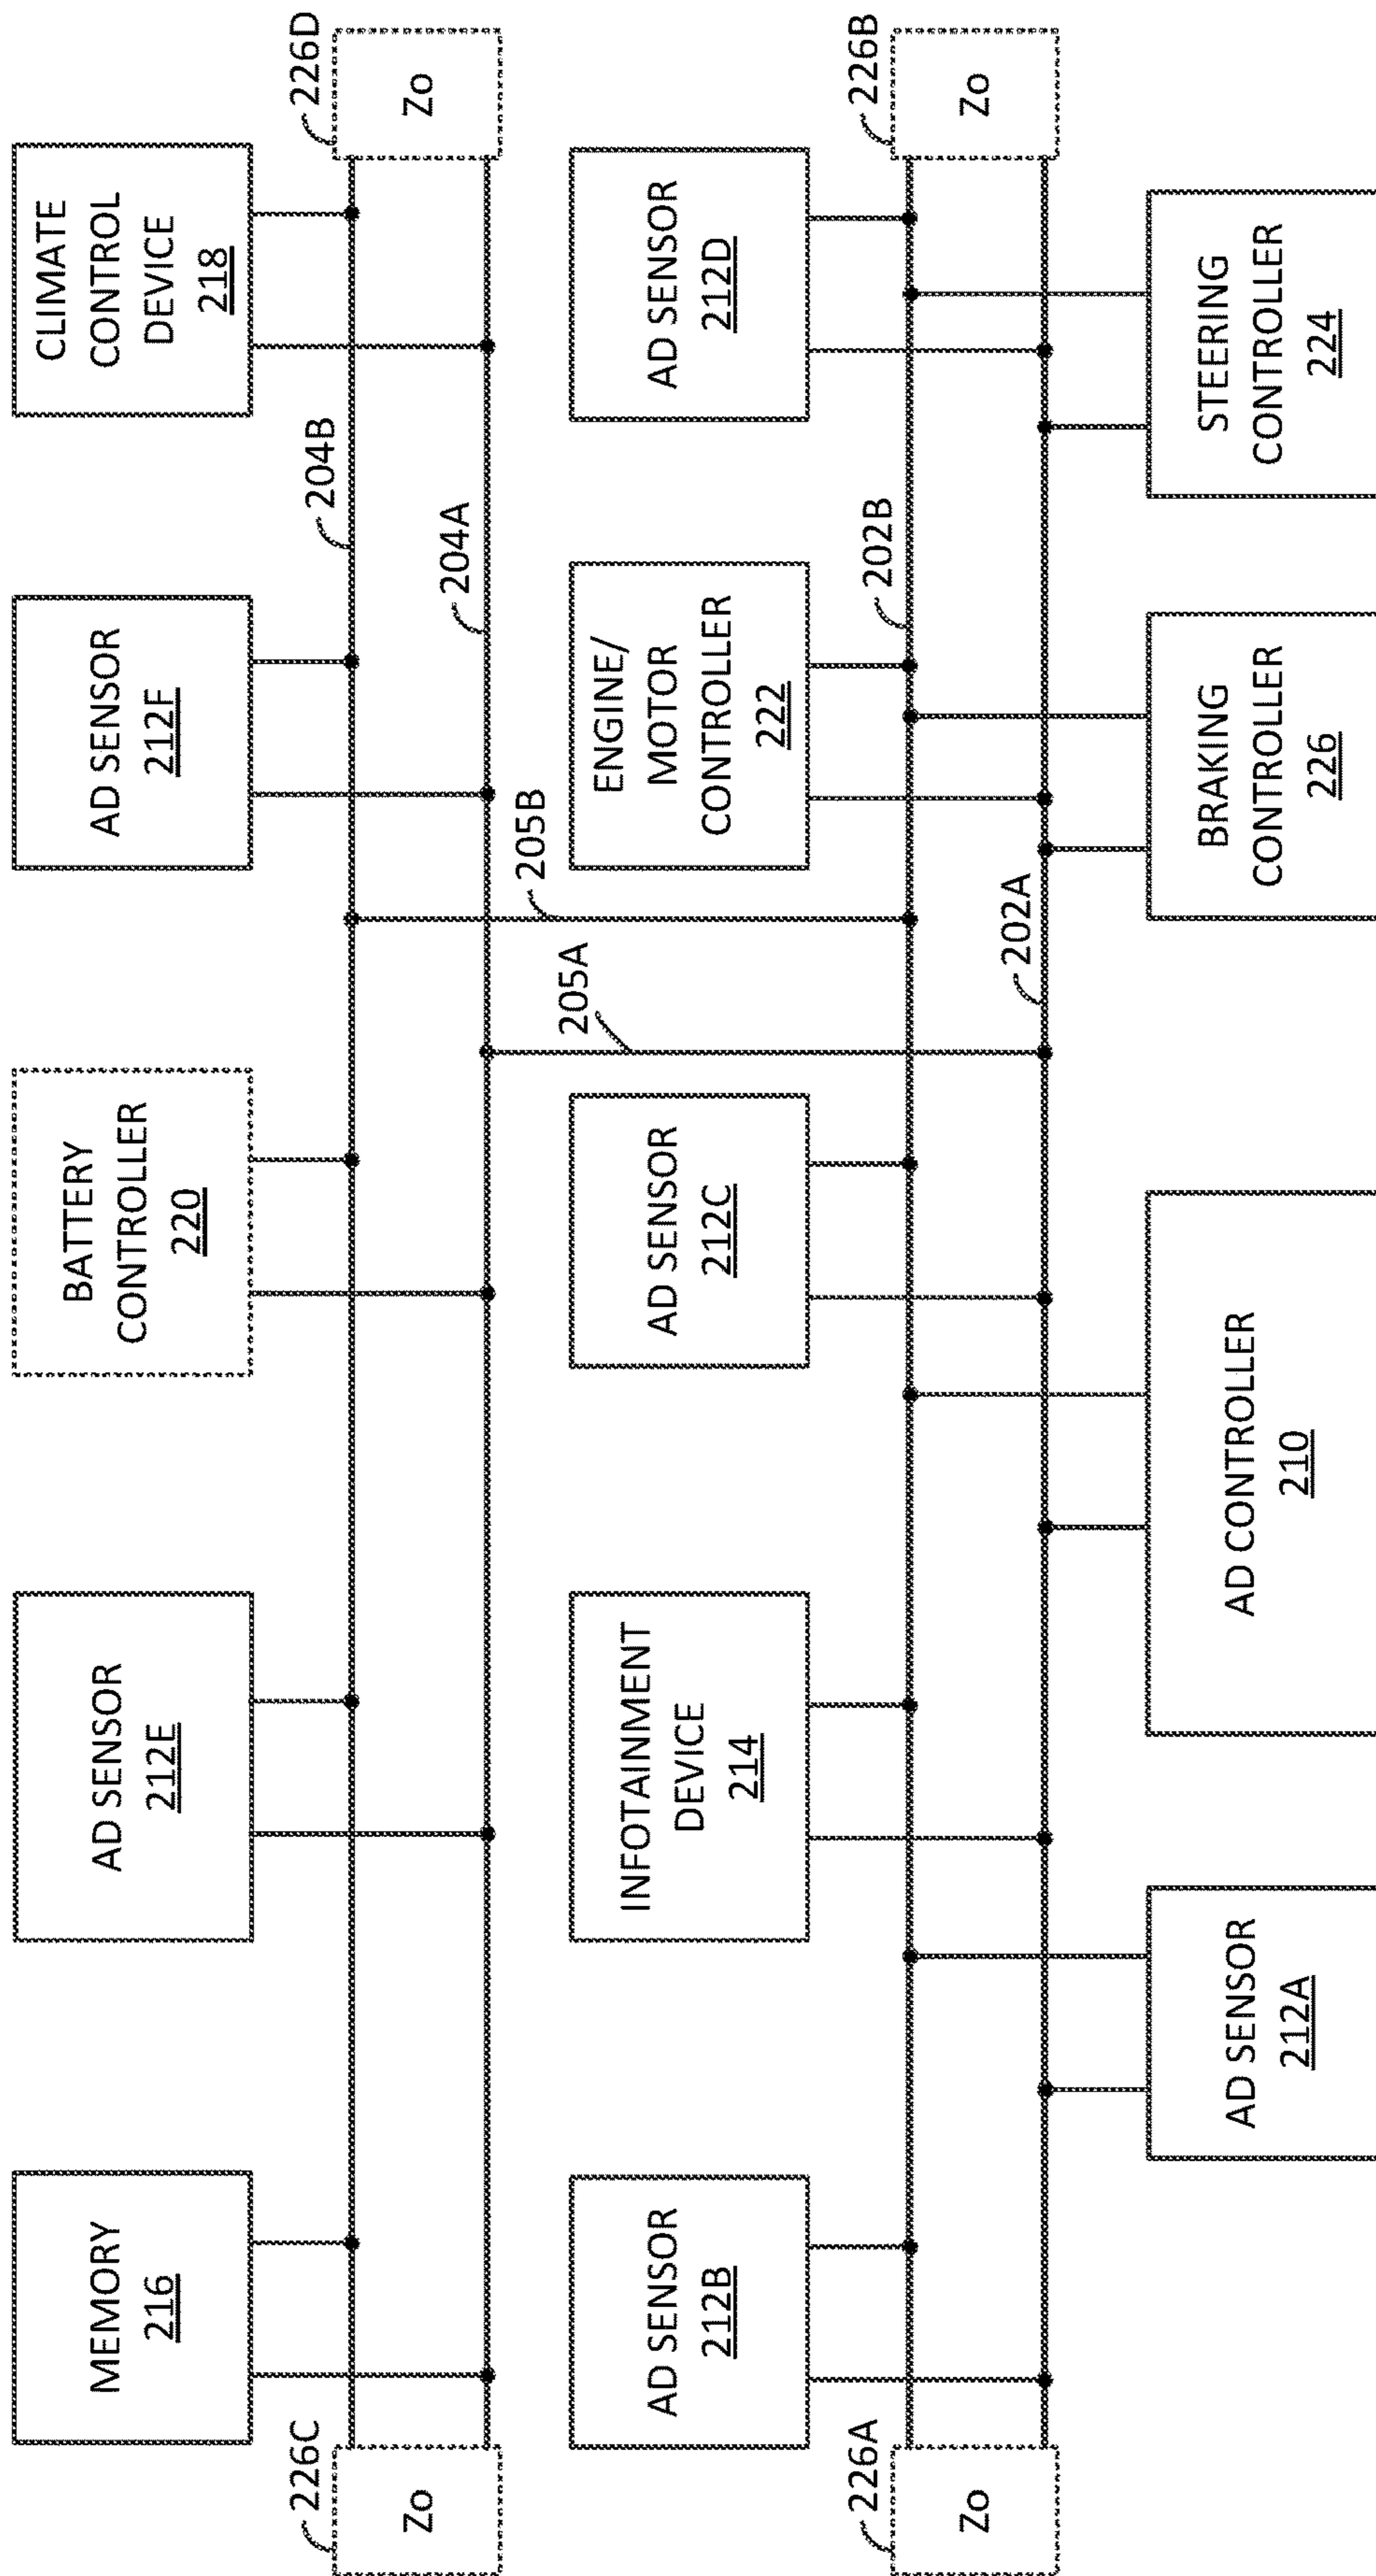 MEMORY
216
AD SENSOR
212E
BATTERY
CONTROLLER
220
AD SENSOR
212F
CLIMATE
CONTROL
DEVICE
218
226C
Zo
204B
204A
226D
Zo
205B
205A
AD SENSOR
212B
INFOTAINMENT
DEVICE
214
AD SENSOR
212C
ENGINE/
MOTOR
CONTROLLER
222
AD SENSOR
212D
226A
Zo
202B
202A
226B
Zo
AD SENSOR
212A
AD CONTROLLER
210
BRAKING
CONTROLLER
226
STEERING
CONTROLLER
224